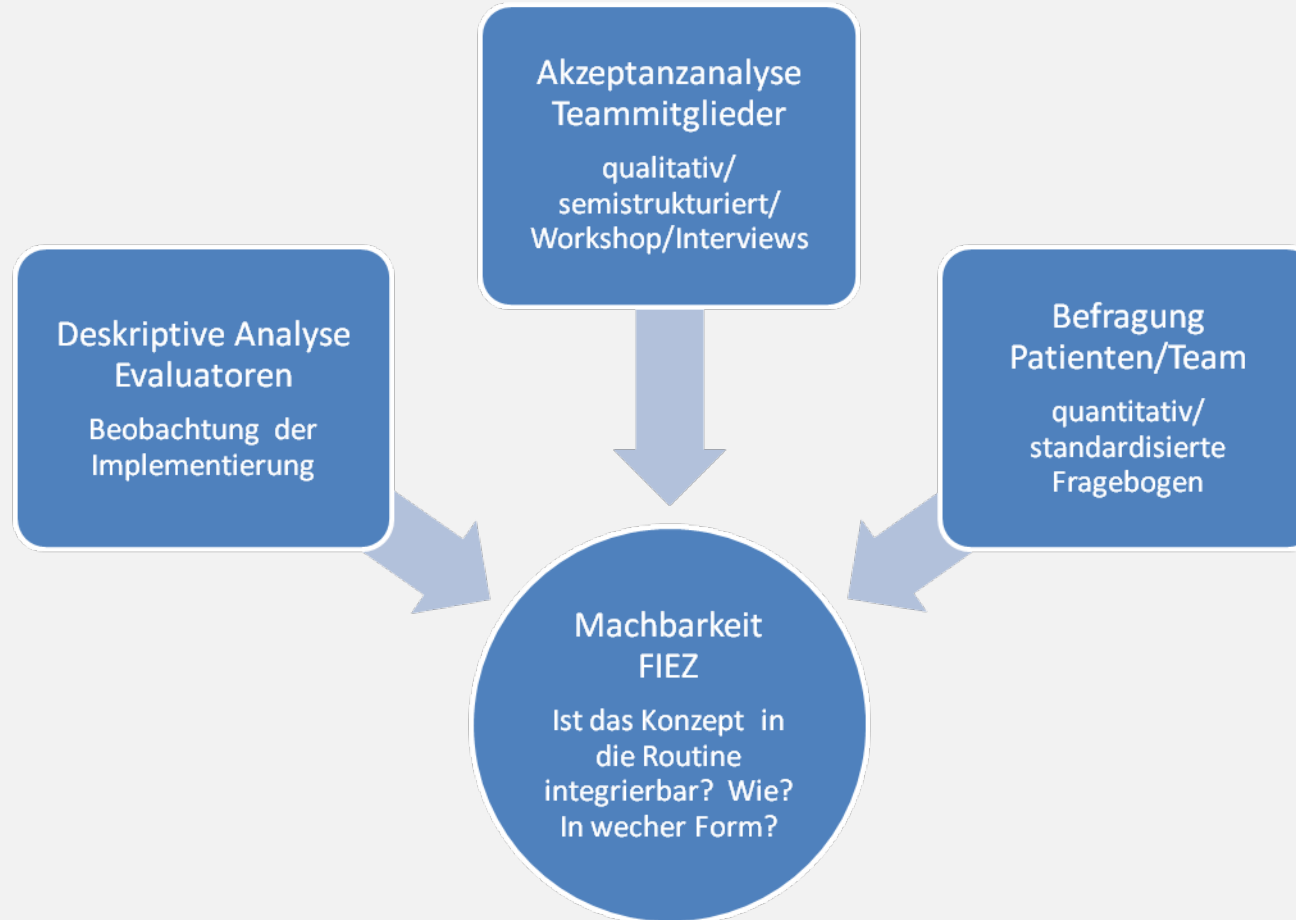 Akzeptanzanalyse
Teammitglieder
qualitativ/
semistrukturiert/
Workshop/Interviews
Deskriptive Analyse
Evaluatoren
Beobachtung der
Implementierung
Befragung
Patienten/Team
quantitativ/
standardisierte
Fragebogen
Machbarkeit
FIEZ
Ist das Konzept in
die Routine
integrierbar? Wie?
In wecher Form?